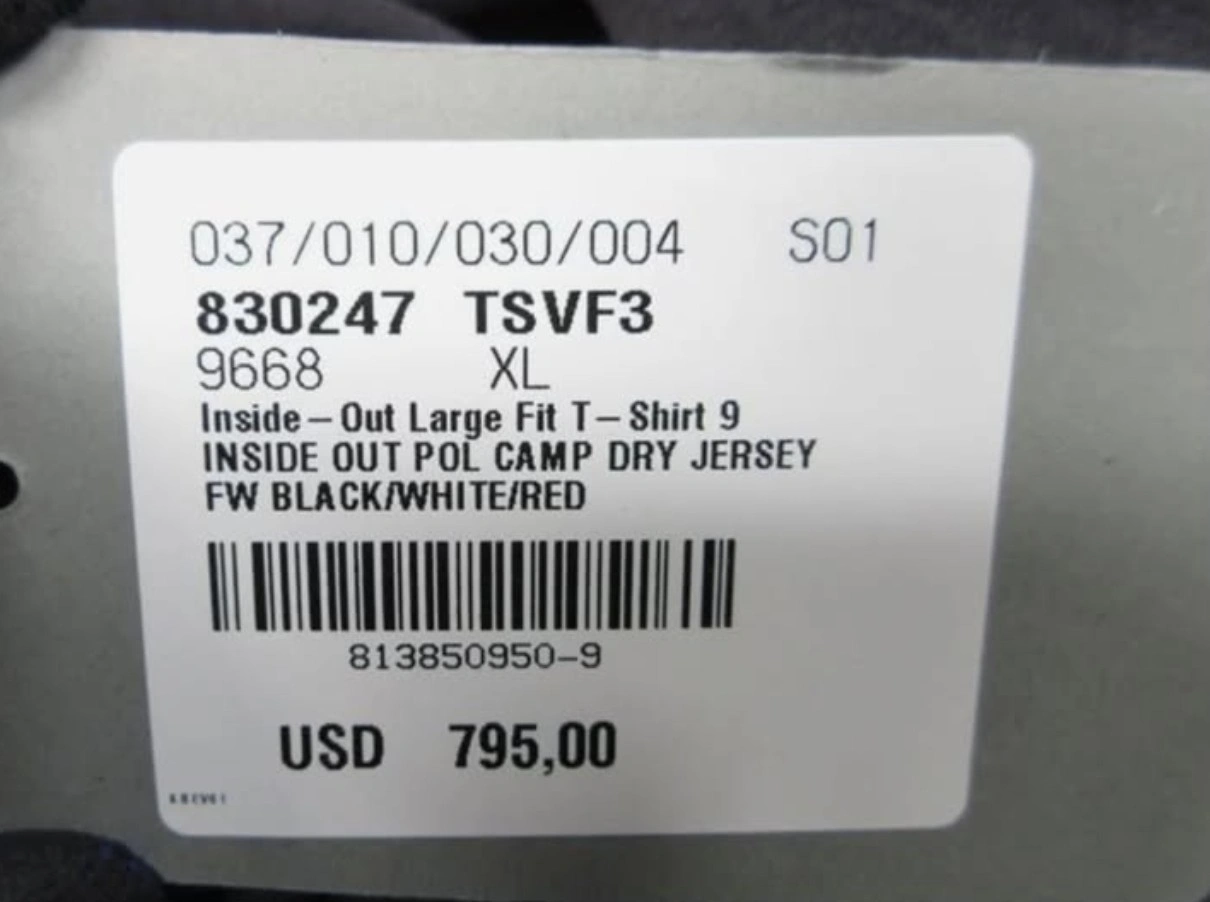 037/010/030/004 S01
830247 TSVF3
9668 XL
Inside-Out Large Fit T-Shirt 9
INSIDE OUT POL CAMP DRY JERSEY
FW BLACK/WHITE/RED
813850950-9
USD 795,00